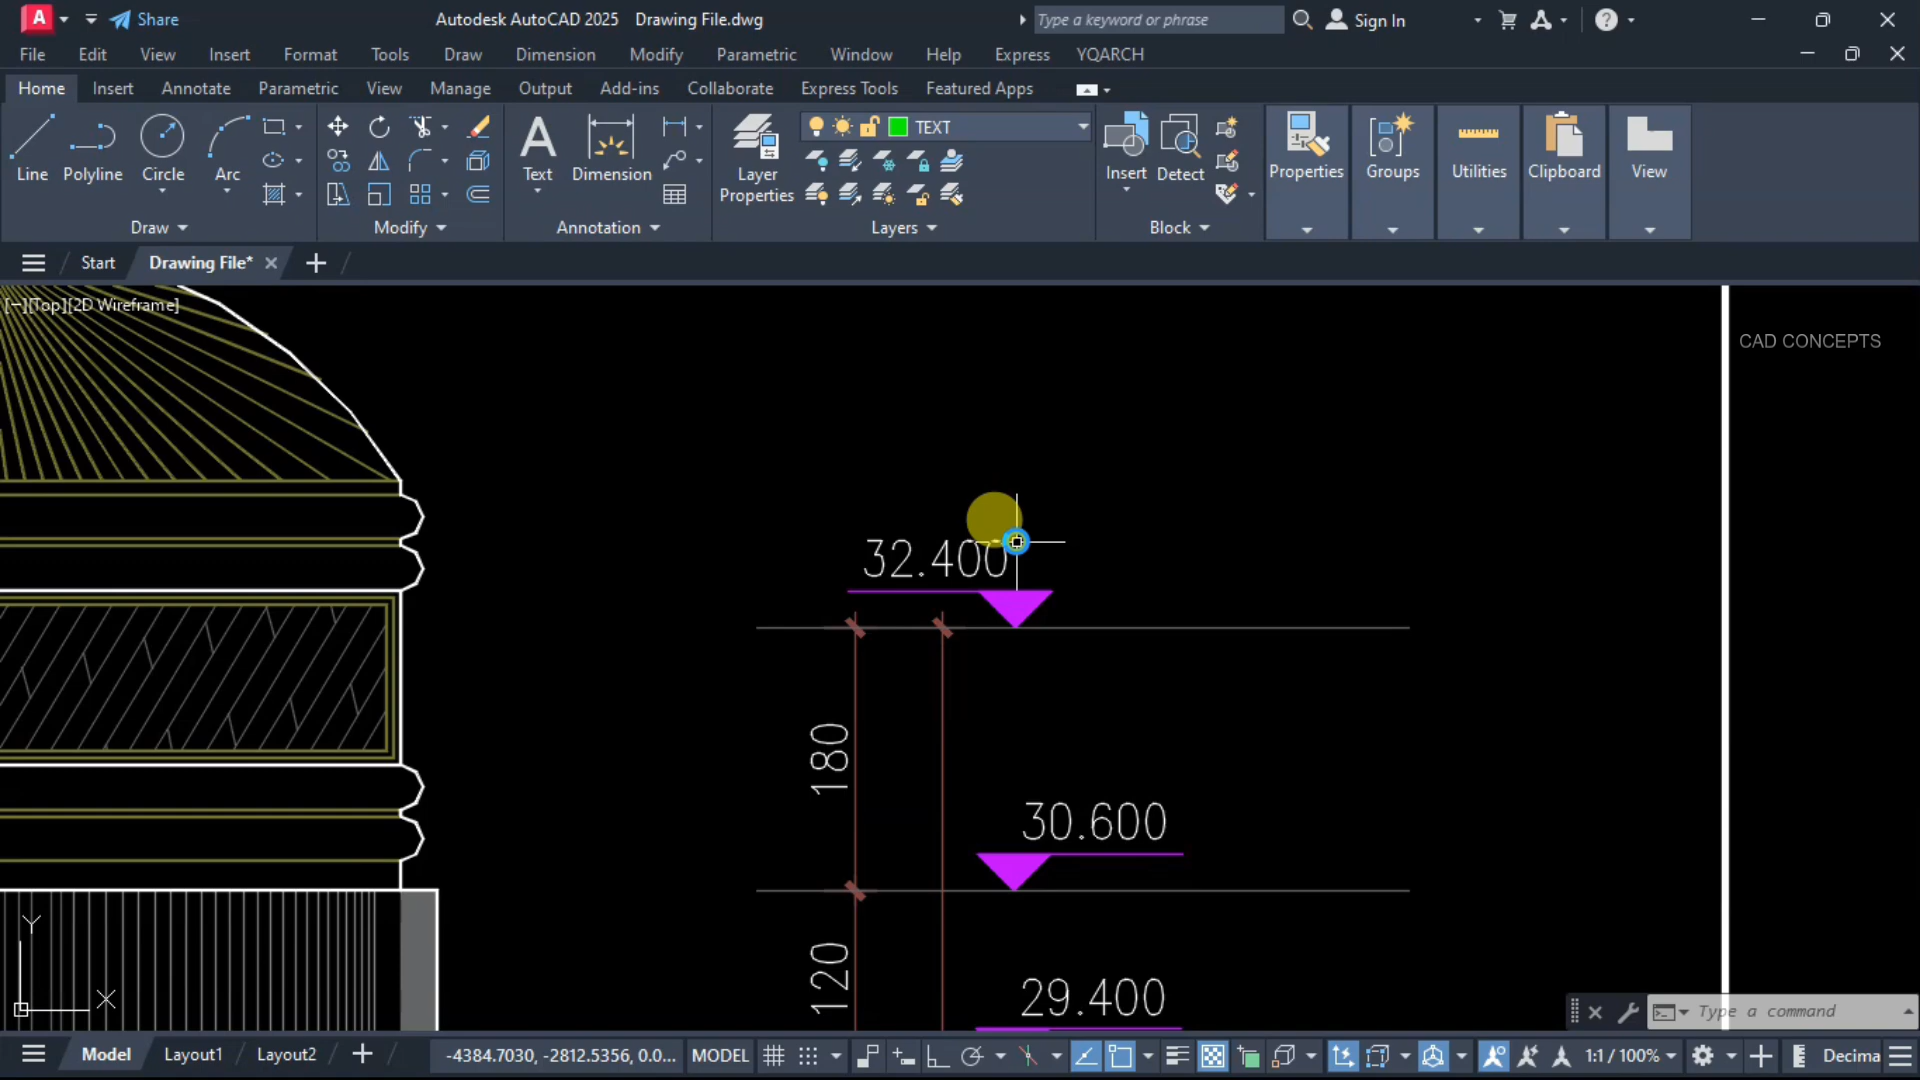 A Share Autodesk AutoCAD 2025 Drawing File.dwg Type a keyword or phrase Sign In
File Edit View Insert Format Tools Draw Dimension Modify Parametric Window Help Express YQARCH
Home Insert Annotate Parametric View Manage Output Add-ins Collaborate Express Tools Featured Apps
TEXT
Line Polyline Circle Arc Text Dimension Layer Properties Insert Detect Properties Groups Utilities Clipboard View
Draw Modify Annotation Layers Block
Start Drawing File*
[−][Top][2D Wireframe]
CAD CONCEPTS
32.400
180
30.600
120
29.400
Y
X
Type a command
Model Layout1 Layout2 -4384.7030, -2812.5356, 0.0... MODEL 1:1 / 100% Decima